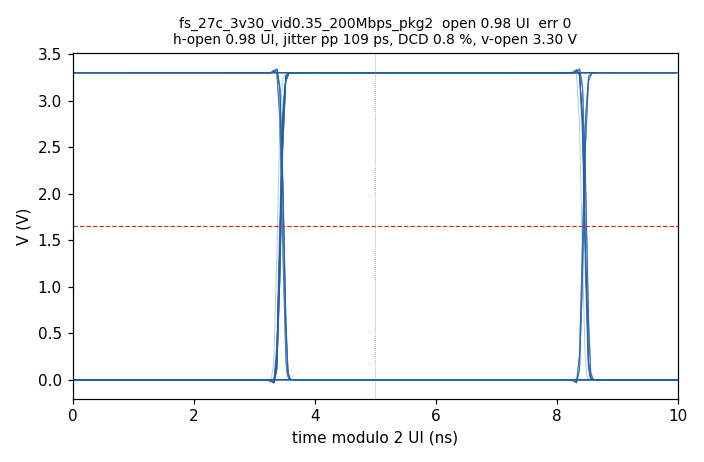 fs_27c_3v30_vid0.35_200Mbps_pkg2  open 0.98 UI  err 0
h-open 0.98 UI, jitter pp 109 ps, DCD 0.8 %, v-open 3.30 V
V (V)
3.5
3.0
2.5
2.0
1.5
1.0
0.5
0.0
0 2 4 6 8 10
time modulo 2 UI (ns)